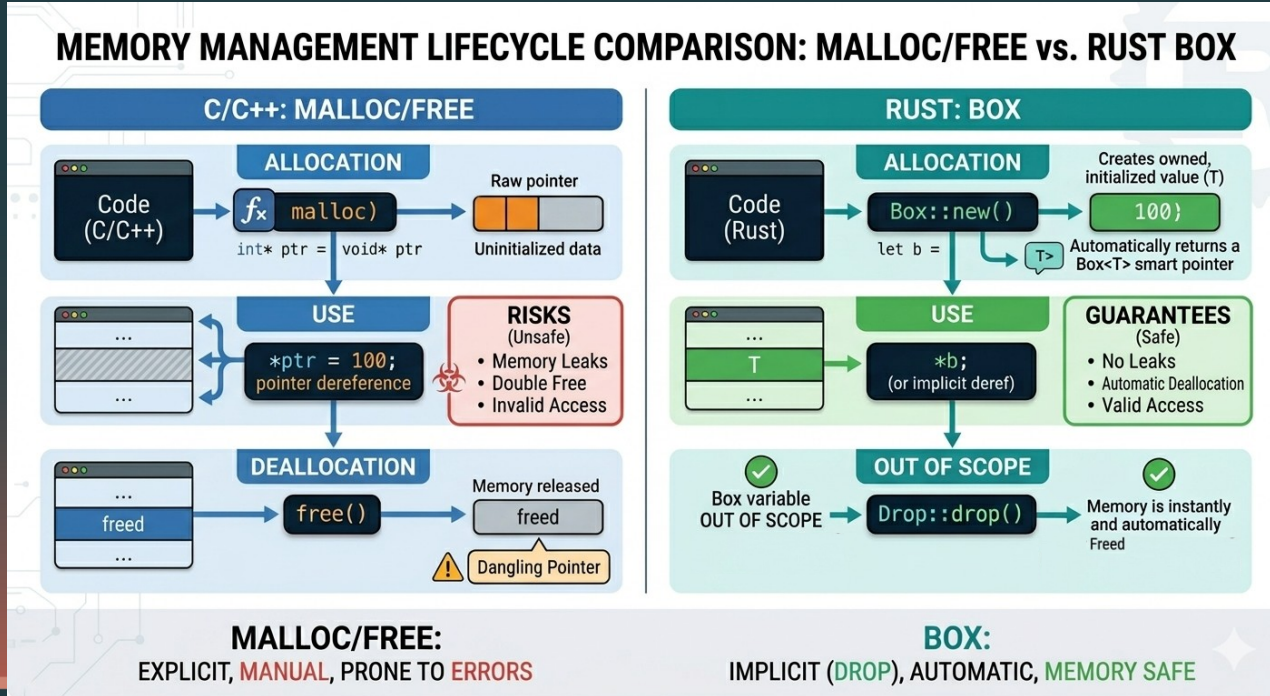 MEMORY MANAGEMENT LIFECYCLE COMPARISON: MALLOC/FREE vs. RUST BOX
C/C++: MALLOC/FREE
ALLOCATION
Code
(C/C++)
fx malloc)
int* ptr = void* ptr
Raw pointer
Uninitialized data
USE
...
...
*ptr = 100;
pointer dereference
RISKS
(Unsafe)
• Memory Leaks
• Double Free
• Invalid Access
DEALLOCATION
...
freed
...
free()
Memory released
freed
Dangling Pointer
RUST: BOX
ALLOCATION
Code
(Rust)
Box::new()
let b =
Creates owned,
initialized value (T)
100;
T>
Automatically returns a
Box<T> smart pointer
USE
...
T
...
*b;
(or implicit deref)
GUARANTEES
(Safe)
• No Leaks
• Automatic Deallocation
• Valid Access
OUT OF SCOPE
Box variable
OUT OF SCOPE
Drop::drop()
Memory is instantly
and automatically
Freed
MALLOC/FREE:
EXPLICIT, MANUAL, PRONE TO ERRORS
BOX:
IMPLICIT (DROP), AUTOMATIC, MEMORY SAFE